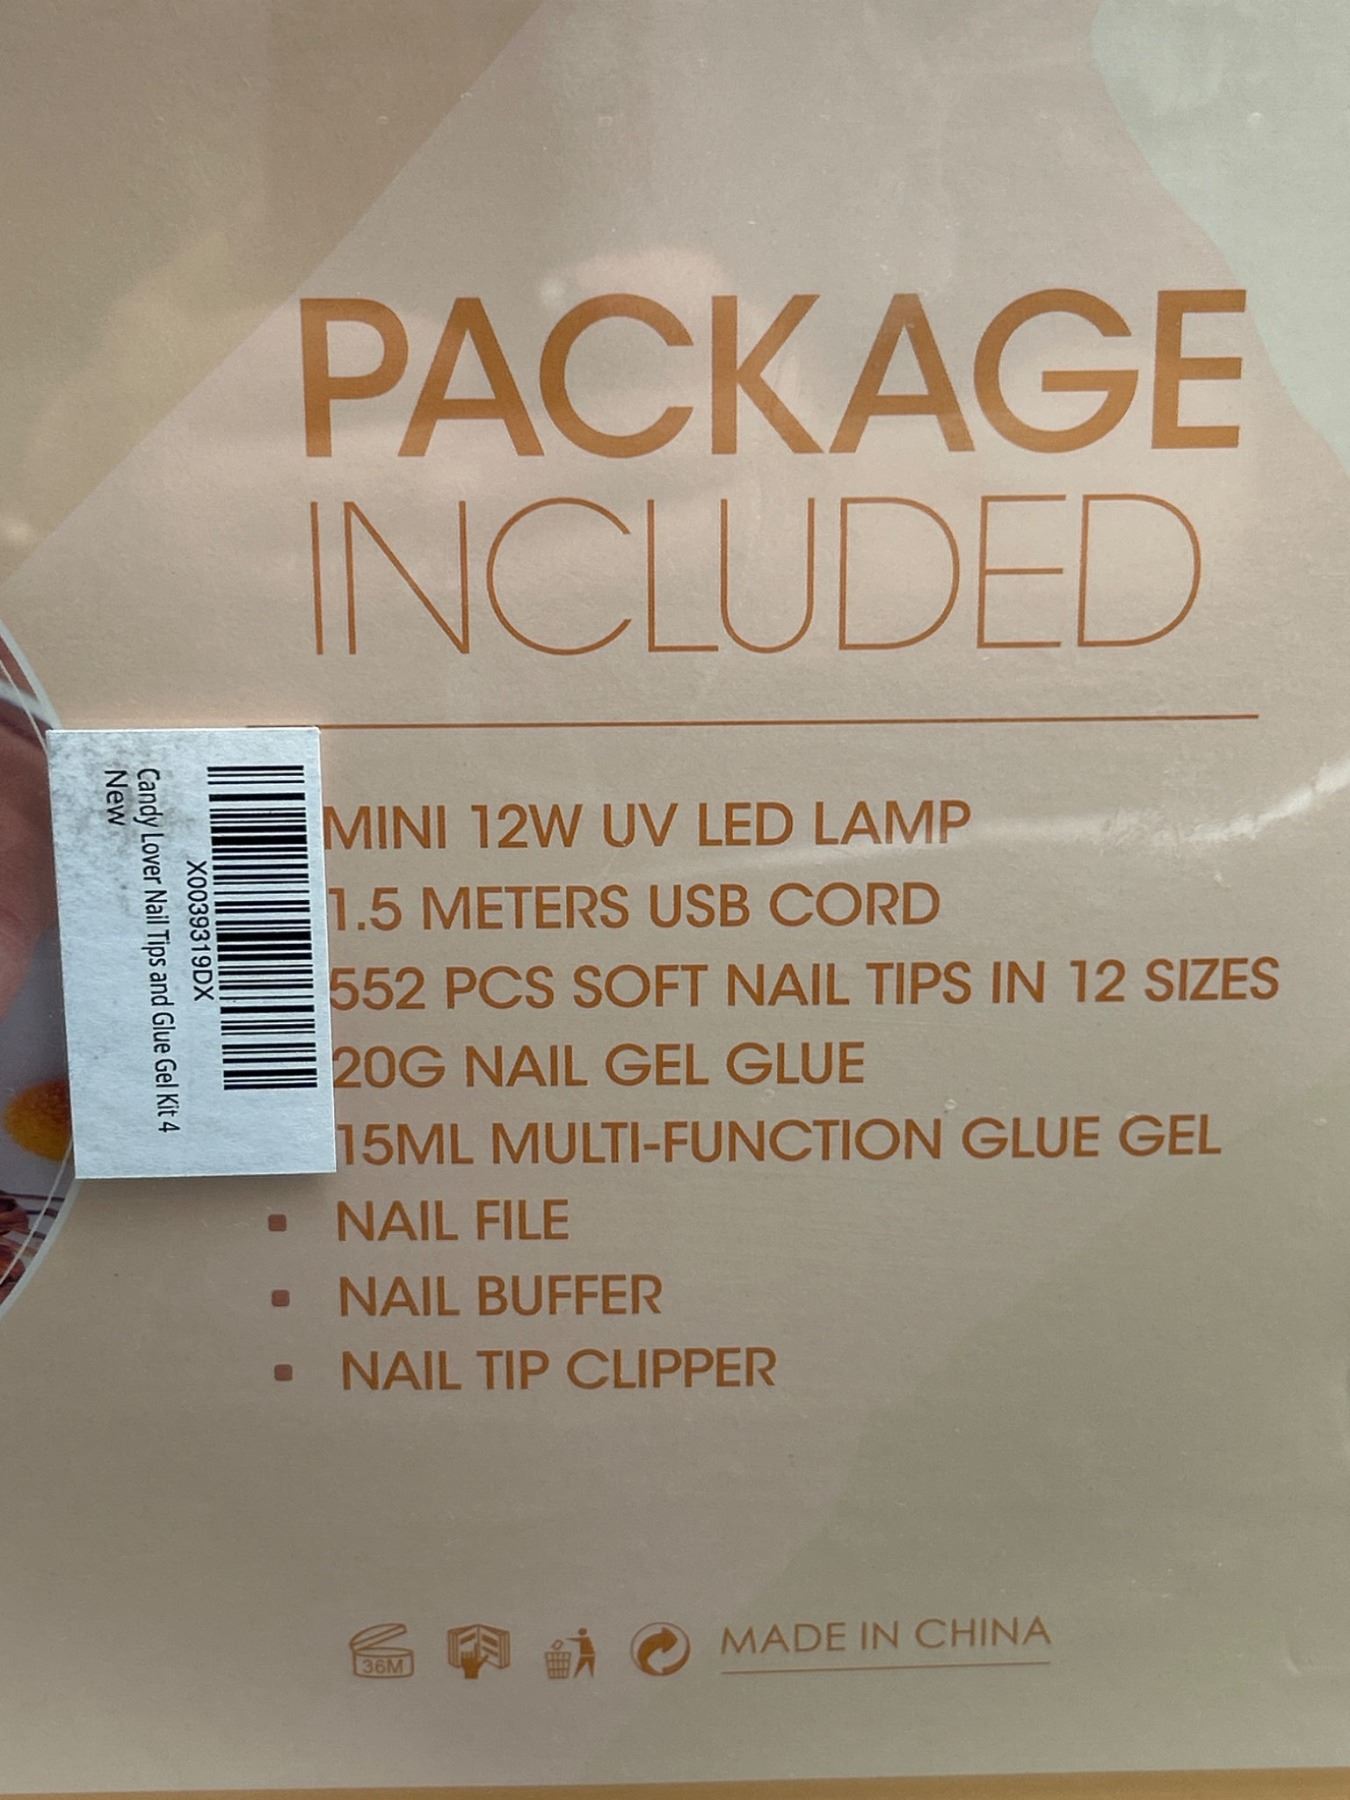 PACKAGE
INCLUDED
MINI 12W UV LED LAMP
1.5 METERS USB CORD
552 PCS SOFT NAIL TIPS IN 12 SIZES
20G NAIL GEL GLUE
15ML MULTI-FUNCTION GLUE GEL
NAIL FILE
NAIL BUFFER
NAIL TIP CLIPPER
X0039319DX
Candy Lover Nail Tips and Glue Gel Kit 4
New
36M
MADE IN CHINA